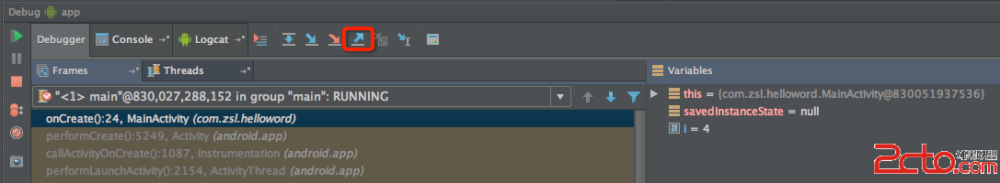 Debug app
Debugger Console Logcat
Frames Threads Variables
"<1> main"@830,027,288,152 in group "main": RUNNING
this = {com.zsl.helloword.MainActivity@830051937536}
savedInstanceState = null
i = 4
onCreate():24, MainActivity (com.zsl.helloword)
performCreate():5249, Activity (android.app)
callActivityOnCreate():1087, Instrumentation (android.app)
performLaunchActivity():2154, ActivityThread (android.app)
2cto.com